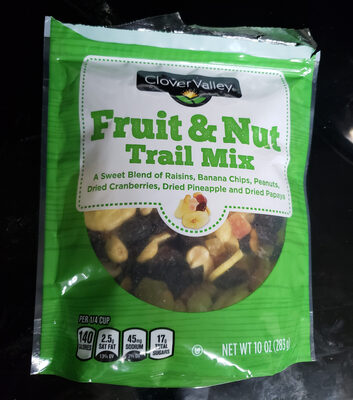 Clover Valley
Fruit & Nut
Trail Mix
A Sweet Blend of Raisins, Banana Chips, Peanuts,
Dried Cranberries, Dried Pineapple and Dried Papaya
PER 1/4 CUP
140
CALORIES
2.5g
SAT FAT
13% DV
45mg
SODIUM
17g
TOTAL
SUGARS
NET WT 10 OZ (283g)